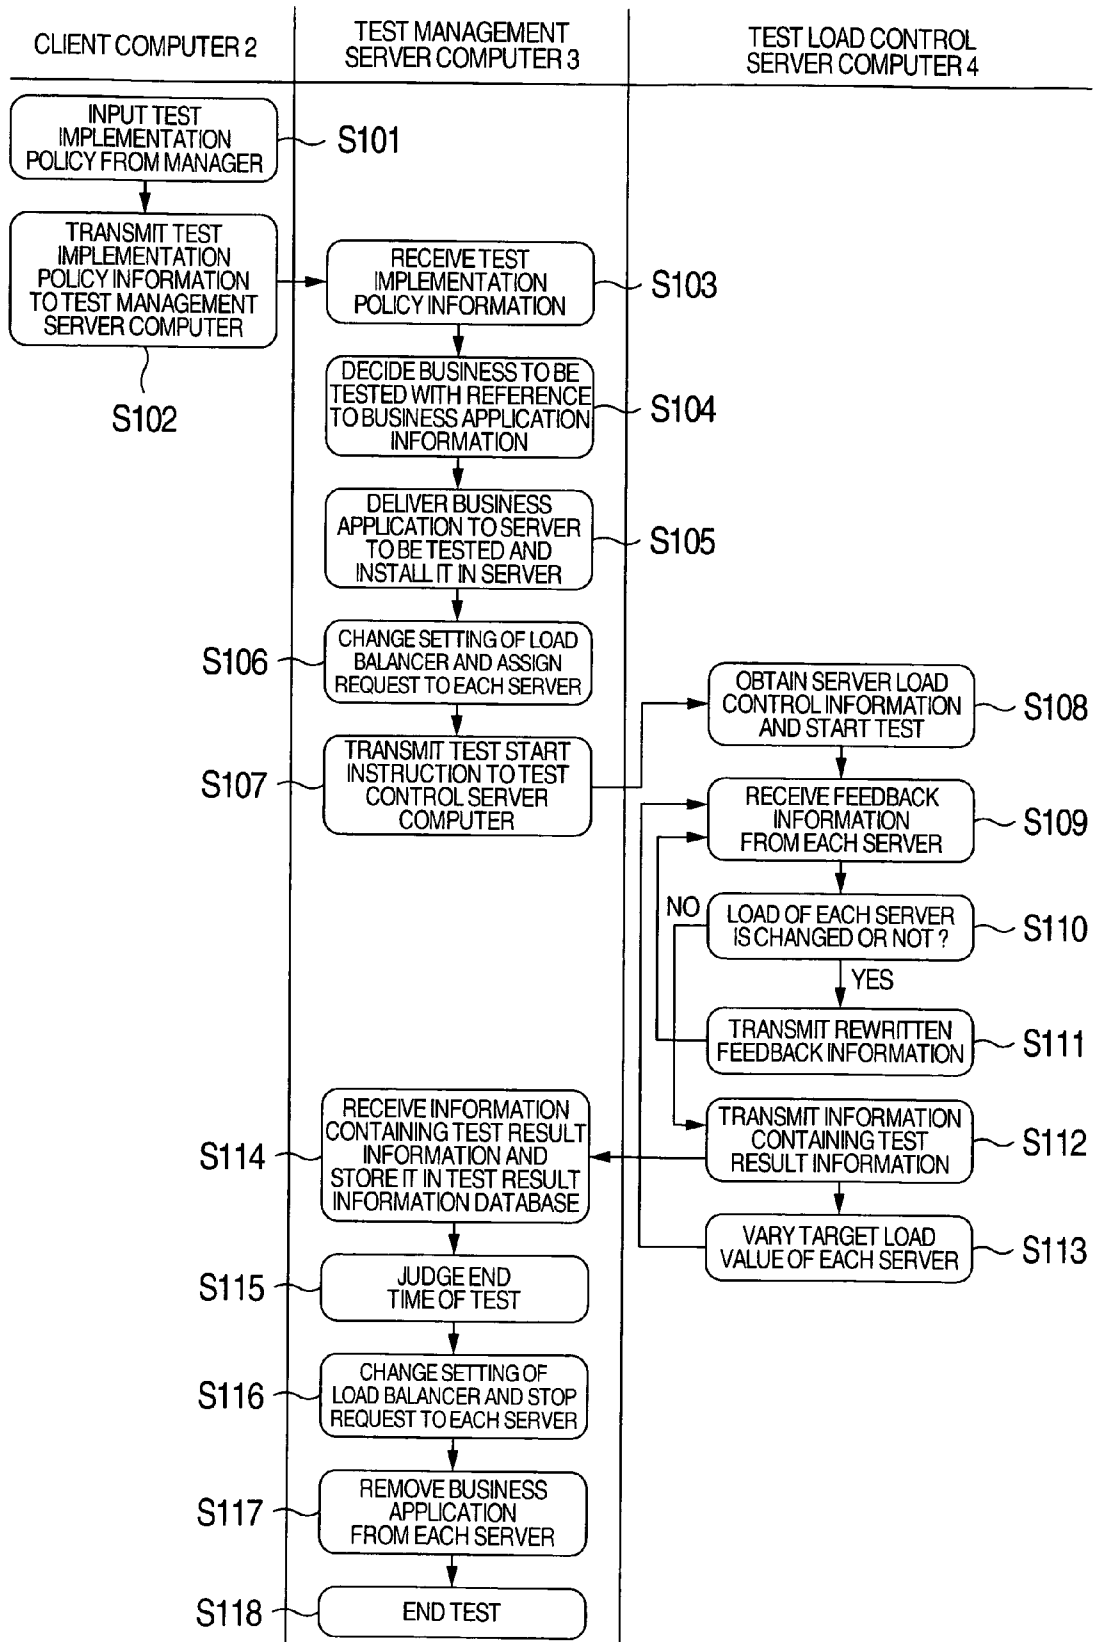 CLIENT COMPUTER 2
TEST MANAGEMENT
SERVER COMPUTER 3
TEST LOAD CONTROL
SERVER COMPUTER 4
INPUT TEST
IMPLEMENTATION
POLICY FROM MANAGER
S101
TRANSMIT TEST
IMPLEMENTATION
POLICY INFORMATION
TO TEST MANAGEMENT
SERVER COMPUTER
S102
RECEIVE TEST
IMPLEMENTATION
POLICY INFORMATION
S103
DECIDE BUSINESS TO BE
TESTED WITH REFERENCE
TO BUSINESS APPLICATION
INFORMATION
S104
DELIVER BUSINESS
APPLICATION TO SERVER
TO BE TESTED AND
INSTALL IT IN SERVER
S105
CHANGE SETTING OF LOAD
BALANCER AND ASSIGN
REQUEST TO EACH SERVER
S106
TRANSMIT TEST START
INSTRUCTION TO TEST
CONTROL SERVER
COMPUTER
S107
OBTAIN SERVER LOAD
CONTROL INFORMATION
AND START TEST
S108
RECEIVE FEEDBACK
INFORMATION
FROM EACH SERVER
S109
NO
LOAD OF EACH SERVER
IS CHANGED OR NOT ?
S110
YES
TRANSMIT REWRITTEN
FEEDBACK INFORMATION
S111
TRANSMIT INFORMATION
CONTAINING TEST
RESULT INFORMATION
S112
VARY TARGET LOAD
VALUE OF EACH SERVER
S113
RECEIVE INFORMATION
CONTAINING TEST RESULT
INFORMATION AND
STORE IT IN TEST RESULT
INFORMATION DATABASE
S114
JUDGE END
TIME OF TEST
S115
CHANGE SETTING OF
LOAD BALANCER AND STOP
REQUEST TO EACH SERVER
S116
REMOVE BUSINESS
APPLICATION
FROM EACH SERVER
S117
END TEST
S118